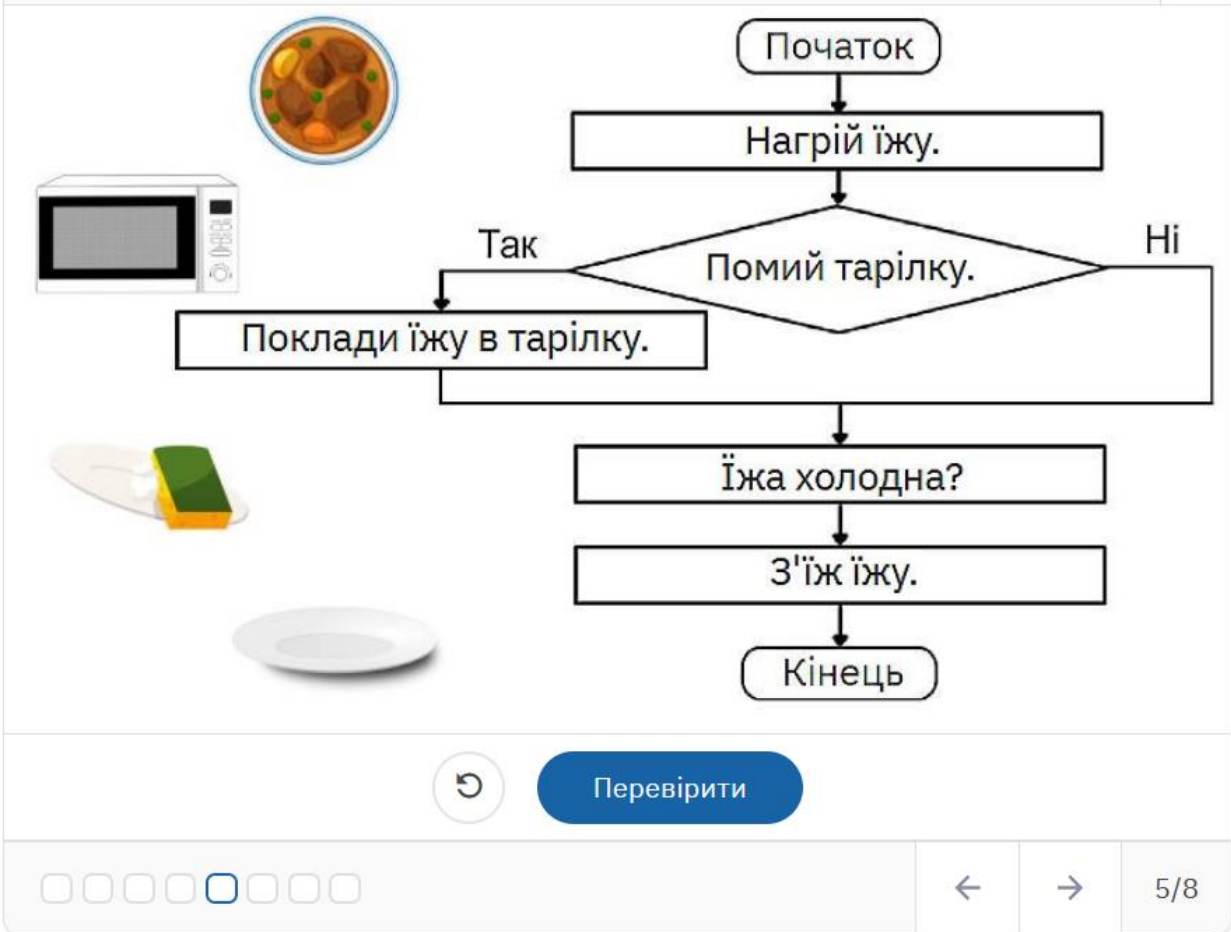 Початок
Нагрій їжу.
Так
Ні
Помий тарілку.
Поклади їжу в тарілку.
Їжа холодна?
З'їж їжу.
Кінець
Перевірити
5/8